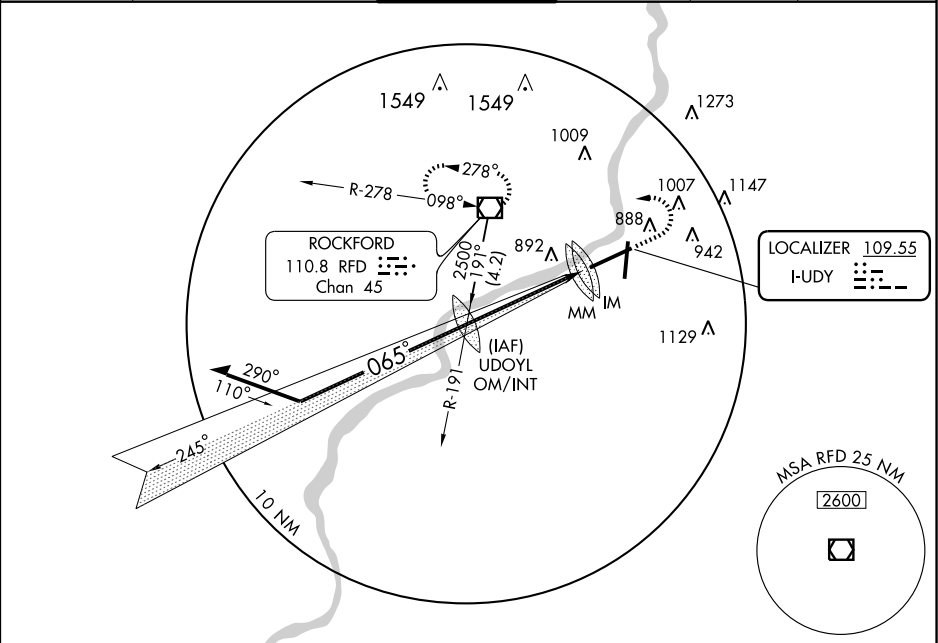 1549
1549
1273
1009
278°
R-278
098°
1007
1147
888
942
ROCKFORD
110.8 RFD
Chan 45
2500
191°
(4.2)
892
LOCALIZER 109.55
I-UDY
MM
IM
1129
(IAF)
UDOYL
OM/INT
065°
290°
110°
R-191
245°
10 NM
MSA RFD 25 NM
2600